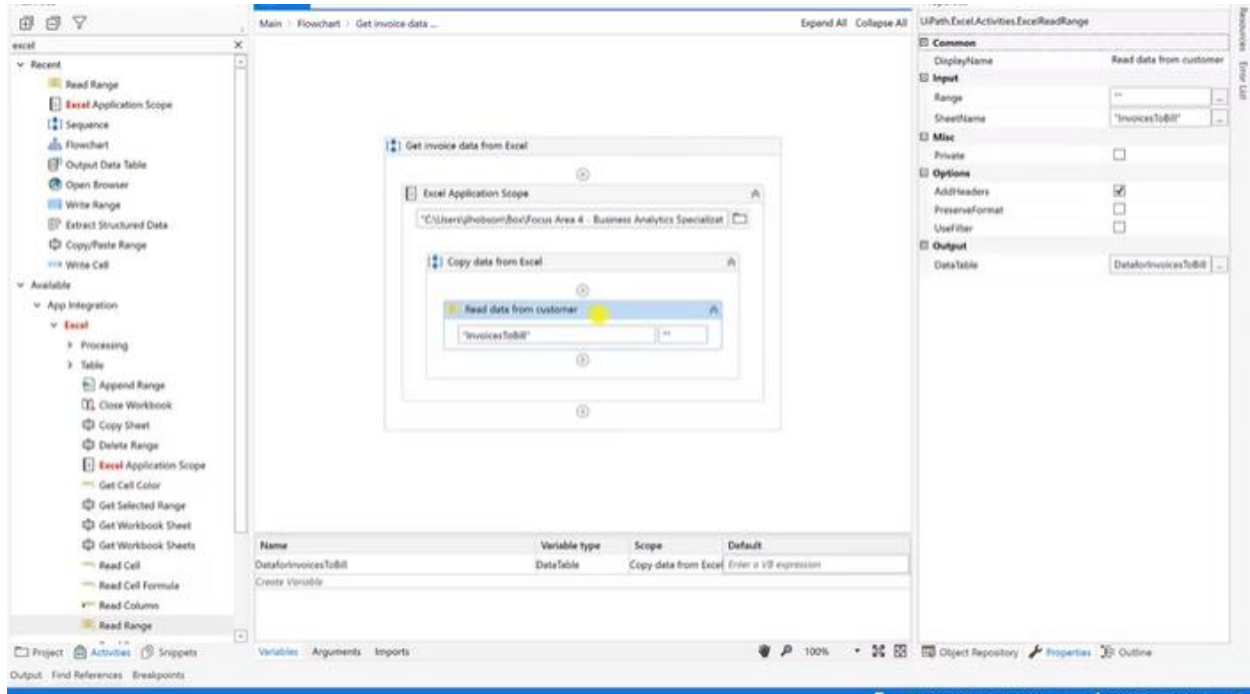 excel
Recent
Read Range
Excel Application Scope
Sequence
Flowchart
Output Data Table
Open Browser
Write Range
Extract Structured Data
Copy/Paste Range
Write Cell
Available
App Integration
Excel
Processing
Table
Append Range
Close Workbook
Copy Sheet
Delete Range
Excel Application Scope
Get Cell Color
Get Selected Range
Get Workbook Sheet
Get Workbook Sheets
Read Cell
Read Cell Formula
Read Column
Read Range
Project Activities Snippets
Output Find References Breakpoints
Main Flowchart Get invoice data ...
Expand All Collapse All
Get invoice data from Excel
Excel Application Scope
"C:\Users\jhobson\Box\Focus Area 4 - Business Analytics Specializat
Copy data from Excel
Read data from customer
"InvoicesToBill" ""
Name Variable type Scope Default
DataforInvoicesToBill DataTable Copy data from Excel Enter a VB expression
Create Variable
Variables Arguments Imports
100%
UiPath.Excel.Activities.ExcelReadRange
Common
DisplayName Read data from customer
Input
Range ""
SheetName "InvoicesToBill"
Misc
Private
Options
AddHeaders
PreserveFormat
UseFilter
Output
DataTable DataforInvoicesToBill
Object Repository Properties Outline
Resources
Error List